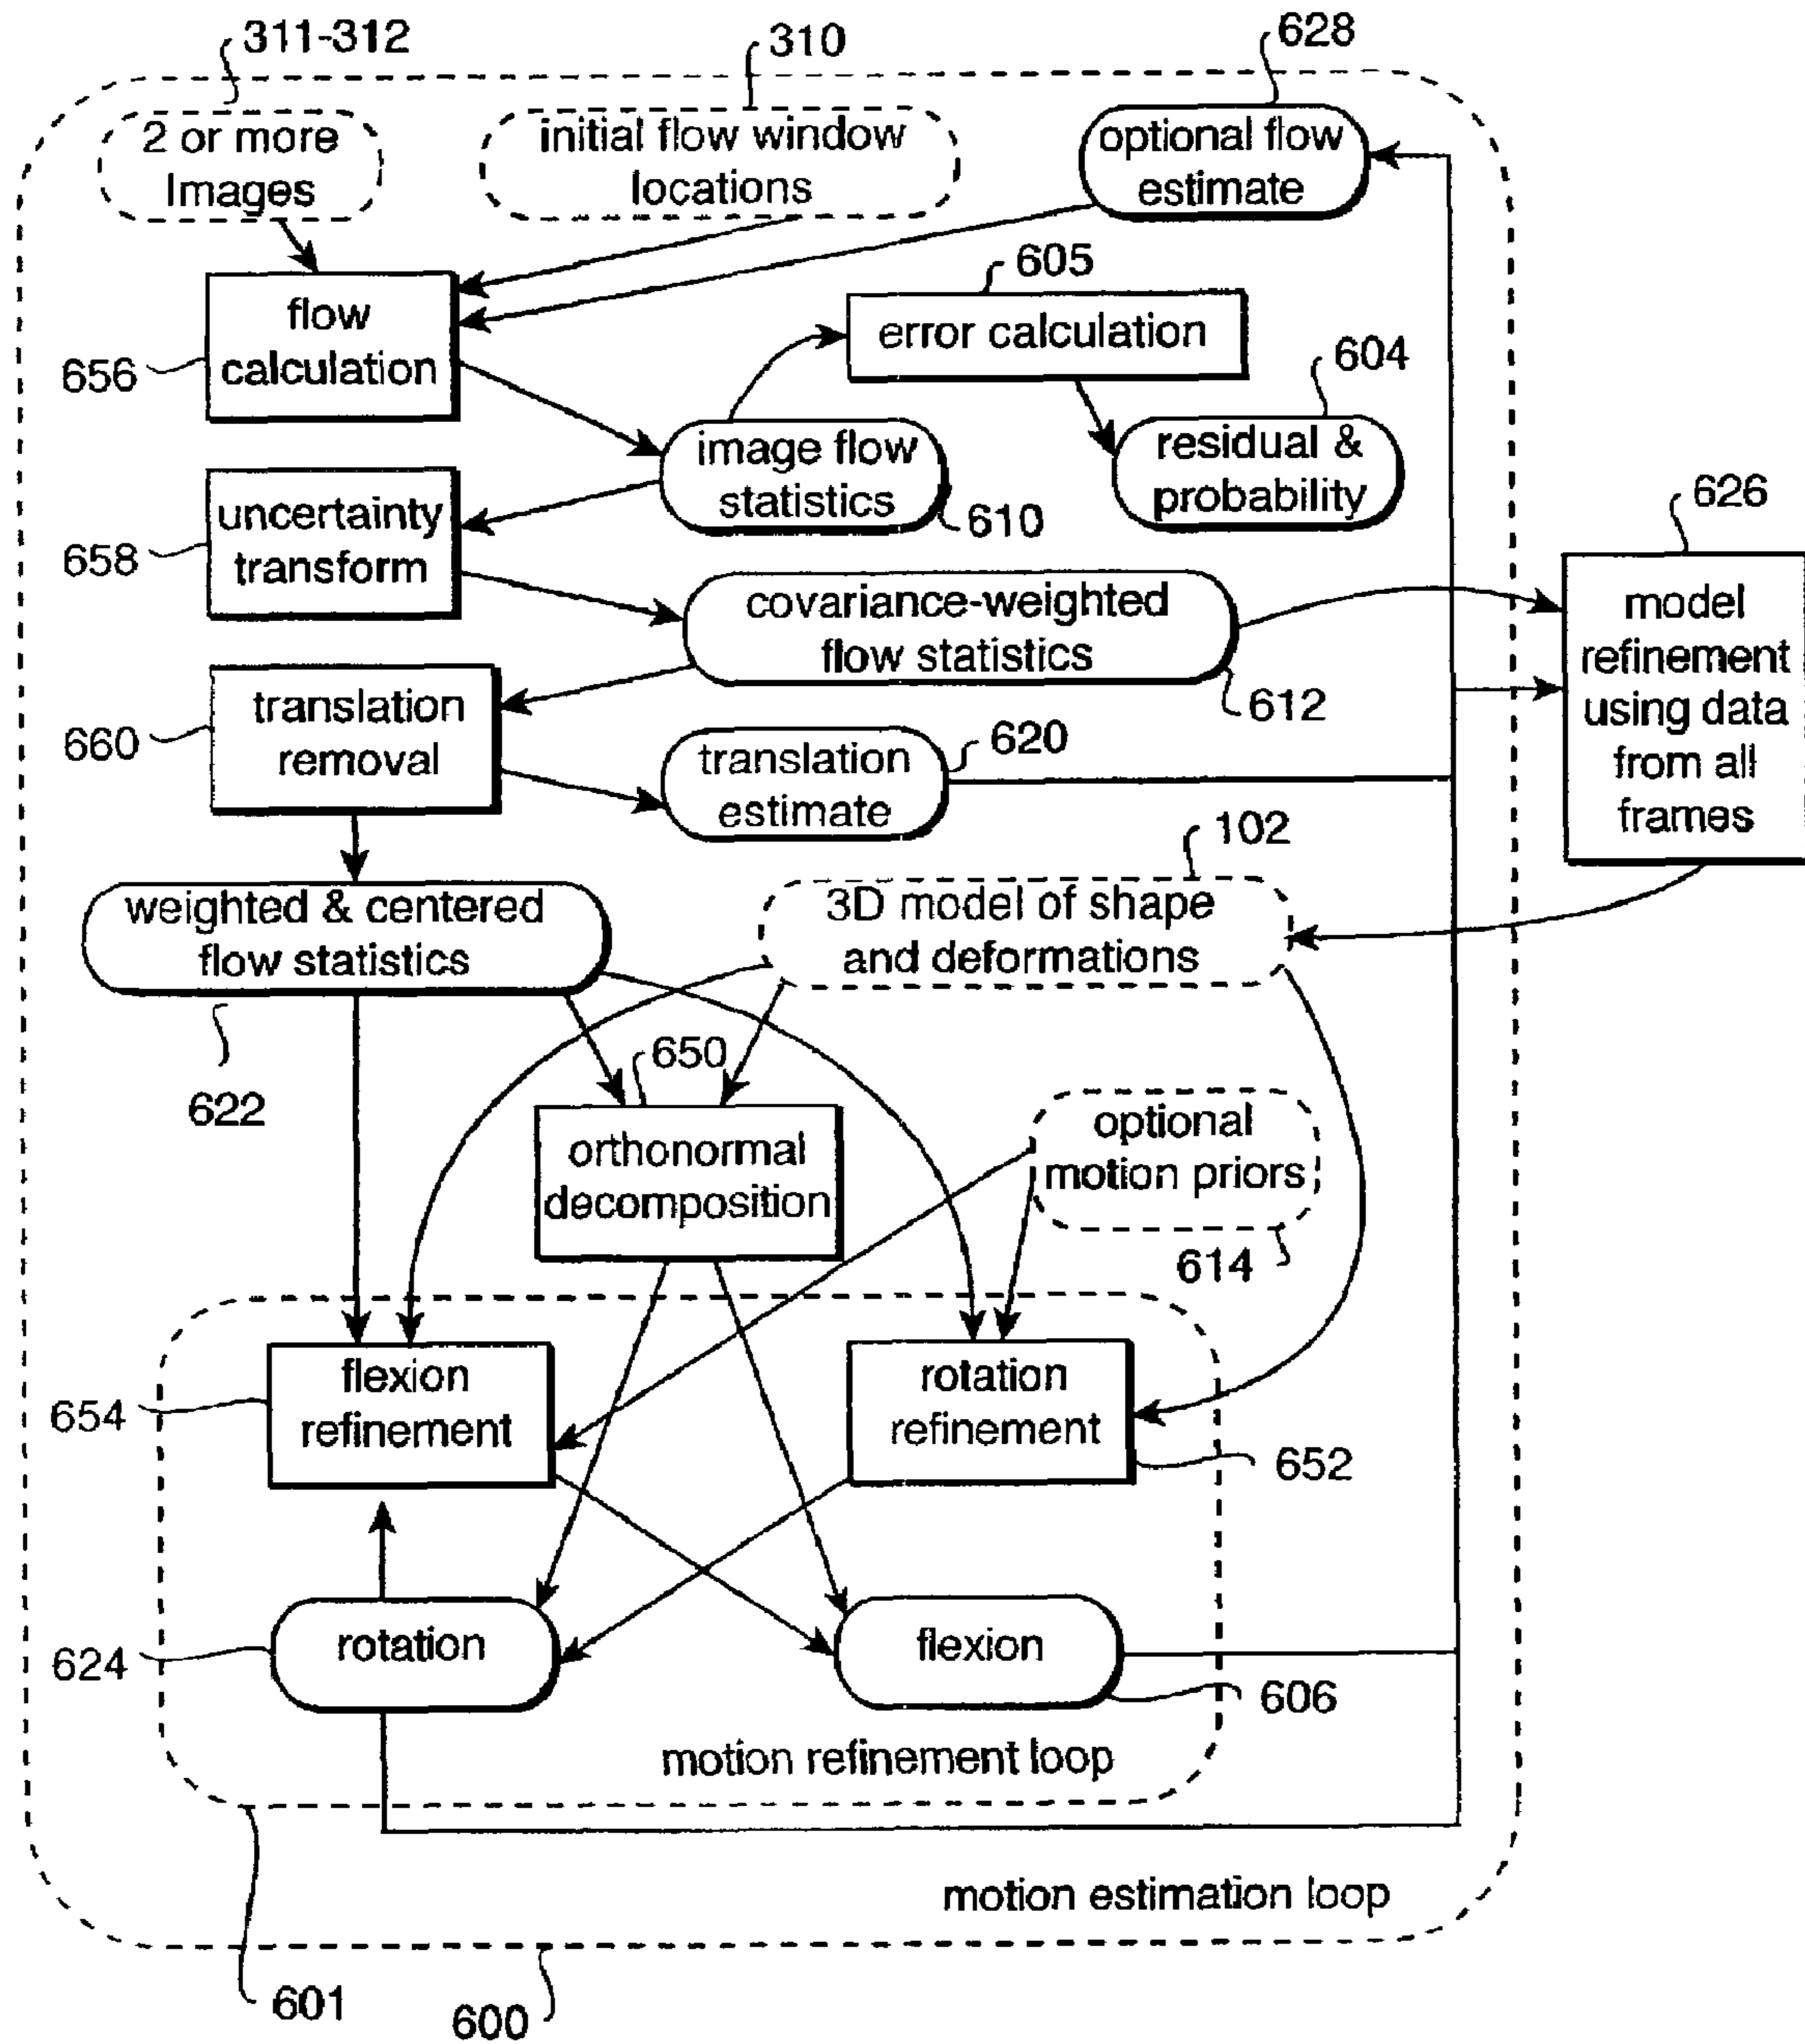 311-312
310
628
2 or more
Images
initial flow window
locations
optional flow
estimate
605
flow
calculation
656
error calculation
604
image flow
statistics
610
residual &
probability
626
uncertainty
transform
658
covariance-weighted
flow statistics
612
model
refinement
using data
from all
frames
translation
removal
660
translation
estimate
620
102
weighted & centered
flow statistics
622
3D model of shape
and deformations
650
orthonormal
decomposition
optional
motion priors
614
flexion
refinement
654
rotation
refinement
652
rotation
624
flexion
606
motion refinement loop
motion estimation loop
601
600